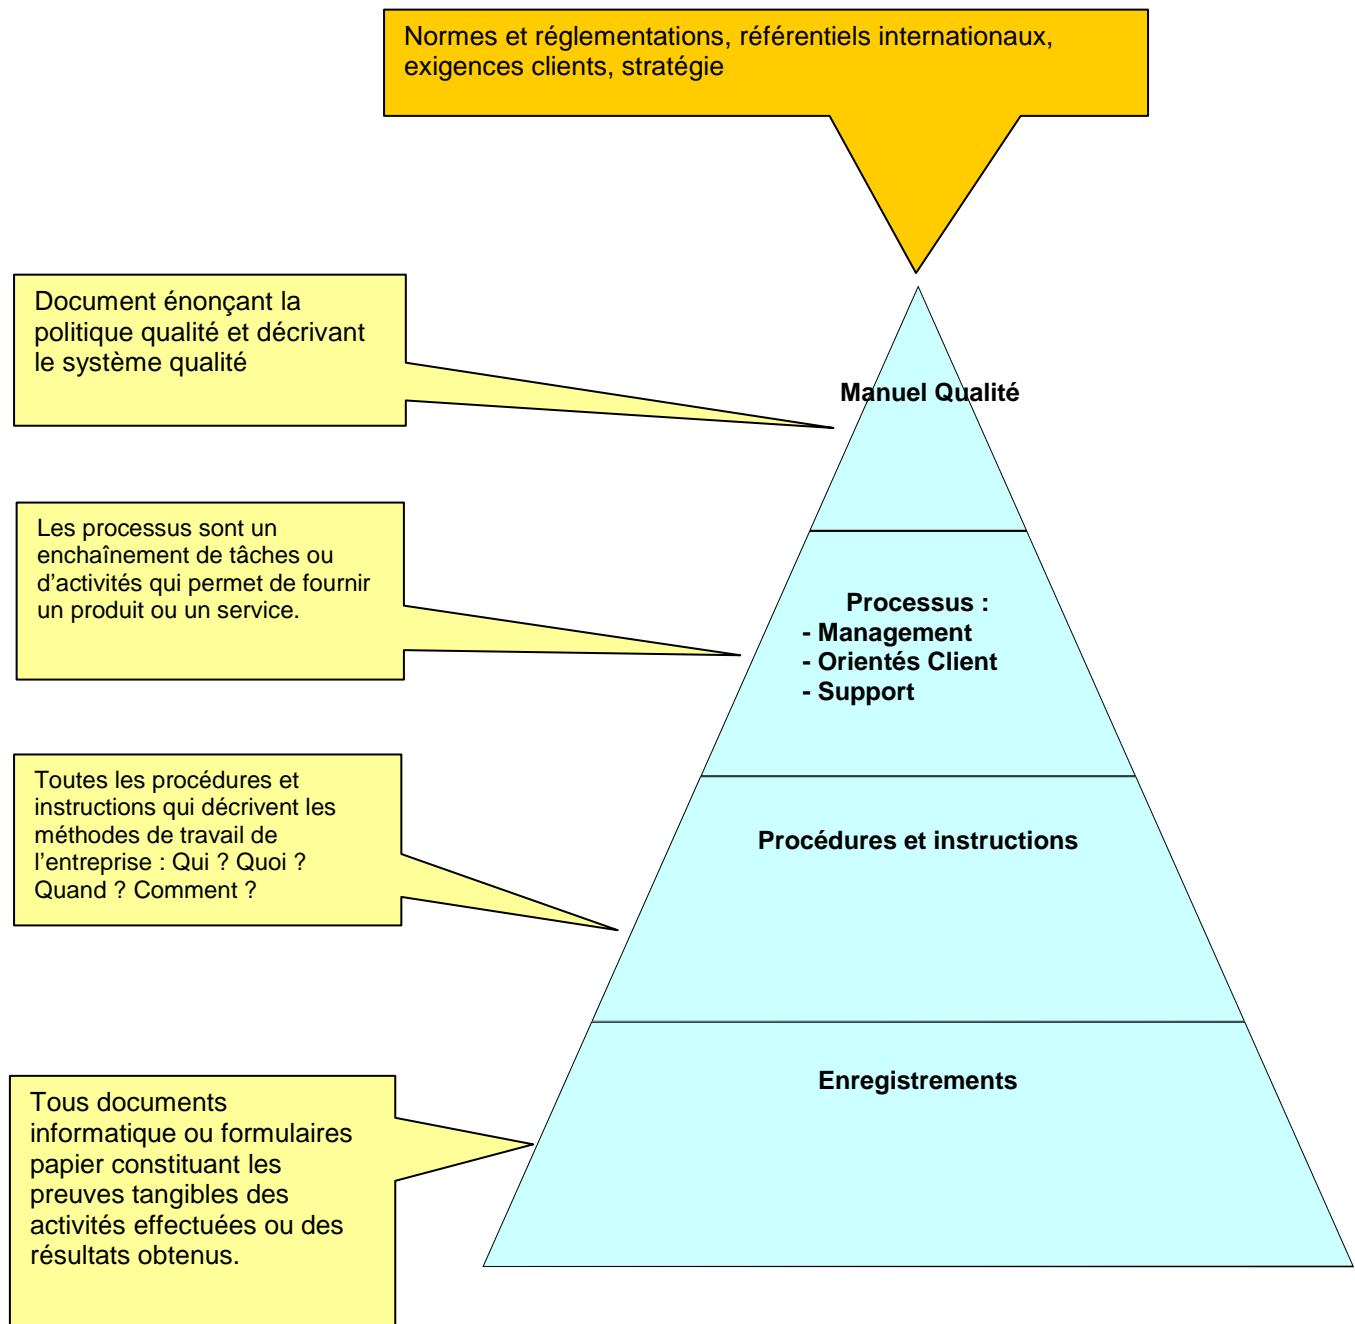 Normes et réglementations, référentiels internationaux,
exigences clients, stratégie
Document énonçant la
politique qualité et décrivant
le système qualité
Manuel Qualité
Les processus sont un
enchaînement de tâches ou
d’activités qui permet de fournir
un produit ou un service.
Processus :
- Management
- Orientés Client
- Support
Toutes les procédures et
instructions qui décrivent les
méthodes de travail de
l’entreprise : Qui ? Quoi ?
Quand ? Comment ?
Procédures et instructions
Enregistrements
Tous documents
informatique ou formulaires
papier constituant les
preuves tangibles des
activités effectuées ou des
résultats obtenus.